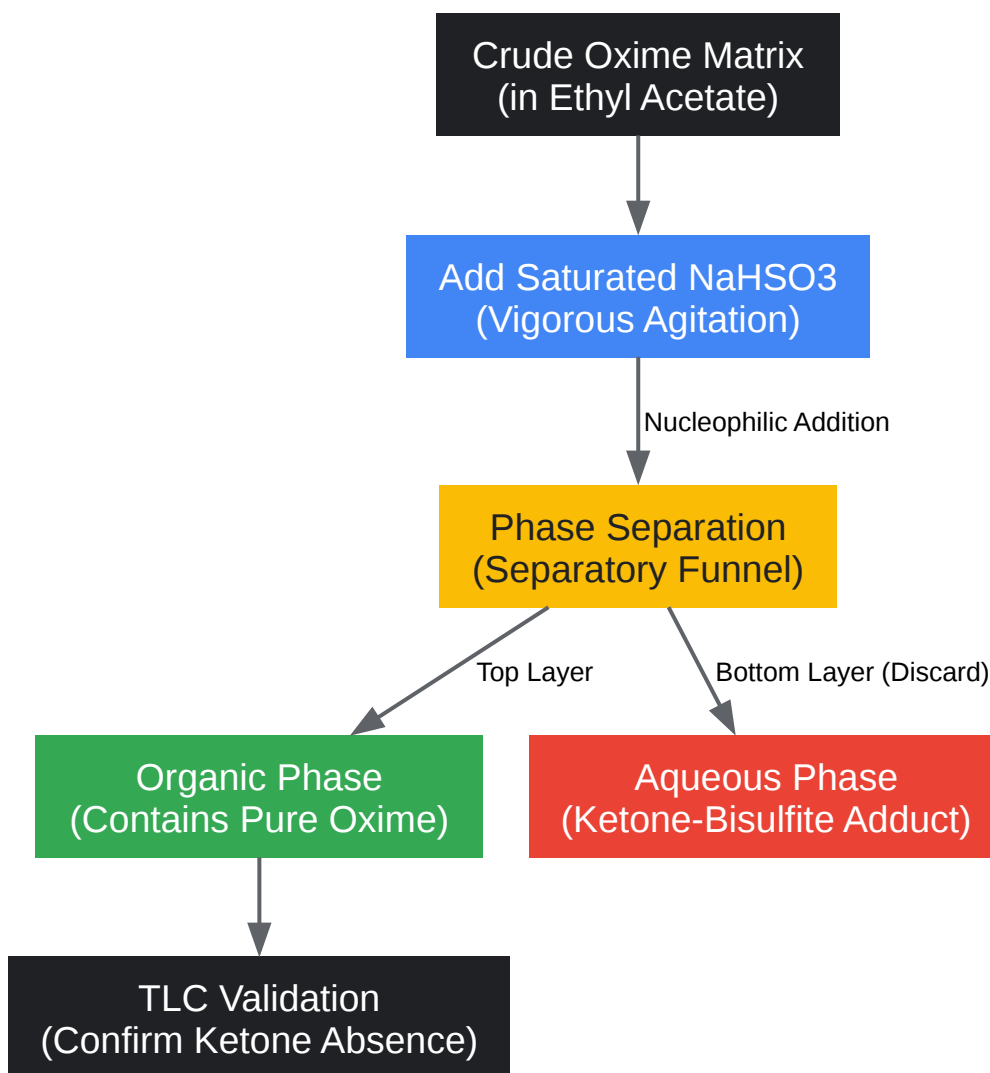 Crude Oxime Matrix
(in Ethyl Acetate)
Add Saturated NaHSO3
(Vigorous Agitation)
Nucleophilic Addition
Phase Separation
(Separatory Funnel)
Top Layer
Bottom Layer (Discard)
Organic Phase
(Contains Pure Oxime)
Aqueous Phase
(Ketone-Bisulfite Adduct)
TLC Validation
(Confirm Ketone Absence)